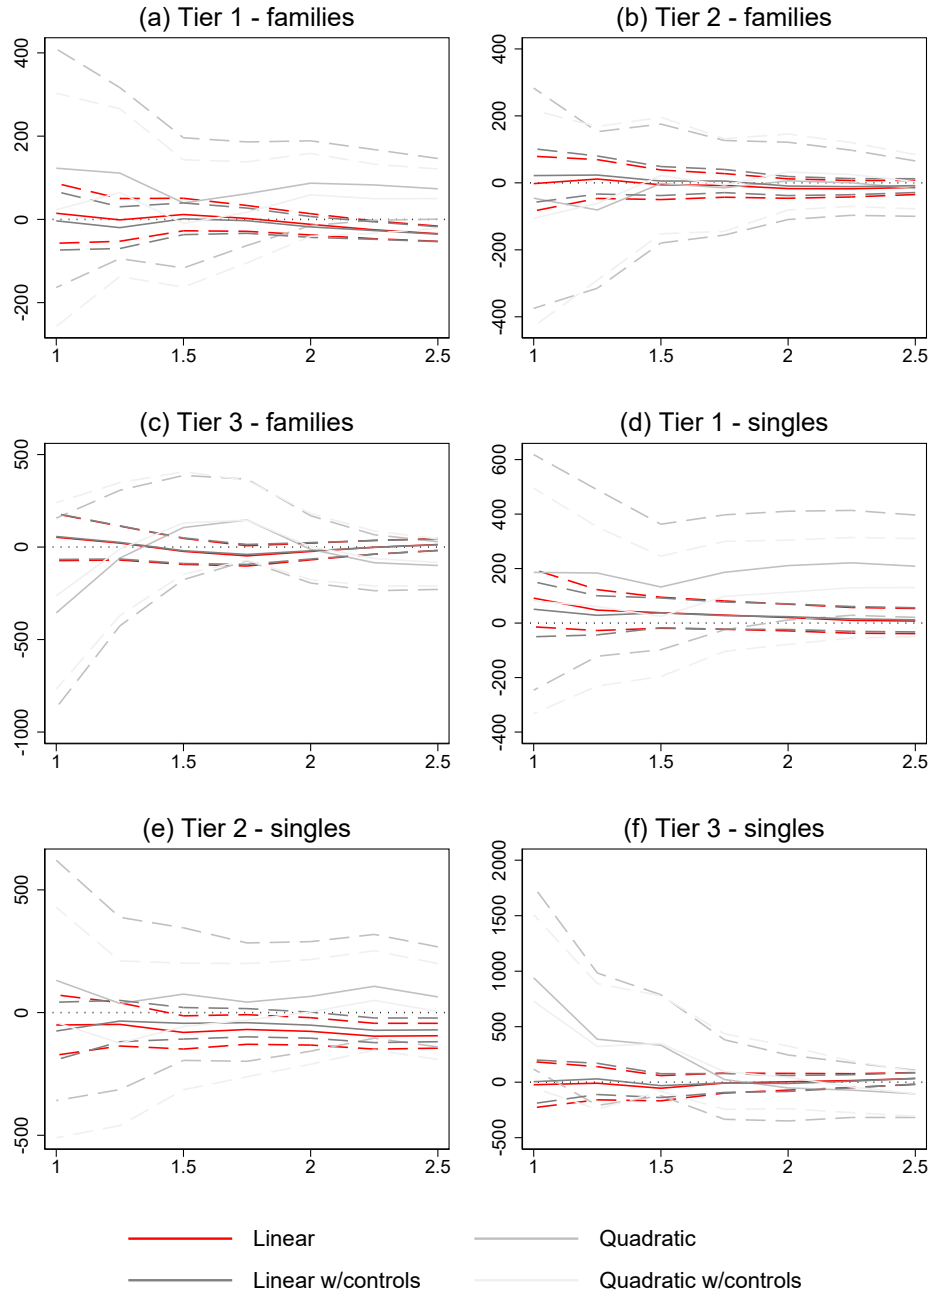 (a) Tier 1 - families
400
200
0
-200
1 1.5 2 2.5
(b) Tier 2 - families
400
200
0
-200
-400
1 1.5 2 2.5
(c) Tier 3 - families
500
0
-500
-1000
1 1.5 2 2.5
(d) Tier 1 - singles
600
400
200
0
-200
-400
1 1.5 2 2.5
(e) Tier 2 - singles
500
0
-500
1 1.5 2 2.5
(f) Tier 3 - singles
2000
1500
1000
500
0
-500
1 1.5 2 2.5
Linear
Quadratic
Linear w/controls
Quadratic w/controls